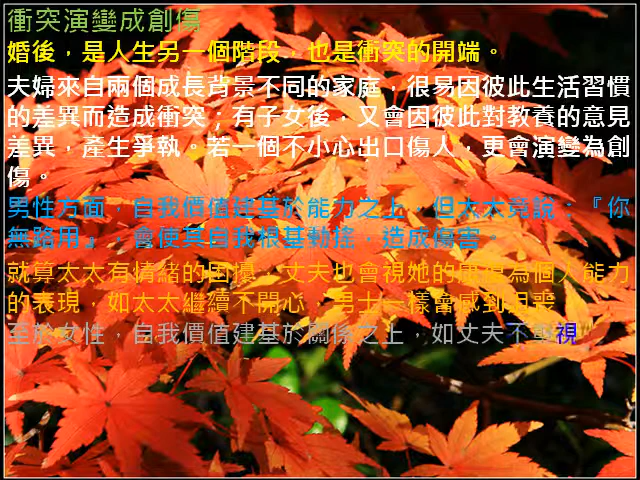 衝突演變成創傷
婚後，是人生另一個階段，也是衝突的開端。
夫婦來自兩個成長背景不同的家庭，很易因彼此生活習慣
的差異而造成衝突；有子女後，又會因彼此對教養的意見
差異，產生爭執。若一個不小心出口傷人，更會演變為創
傷。
男性方面，自我價值建基於能力之上，但太太竟說：『你
無路用』，會使其自我根基動搖，造成傷害。
就算太太有情緒的困擾，丈夫也會視她的康復為個人能力
的表現，如太太繼續不開心，男士一樣會感到沮喪
至於女性，自我價值建基於關係之上，如丈夫不重視